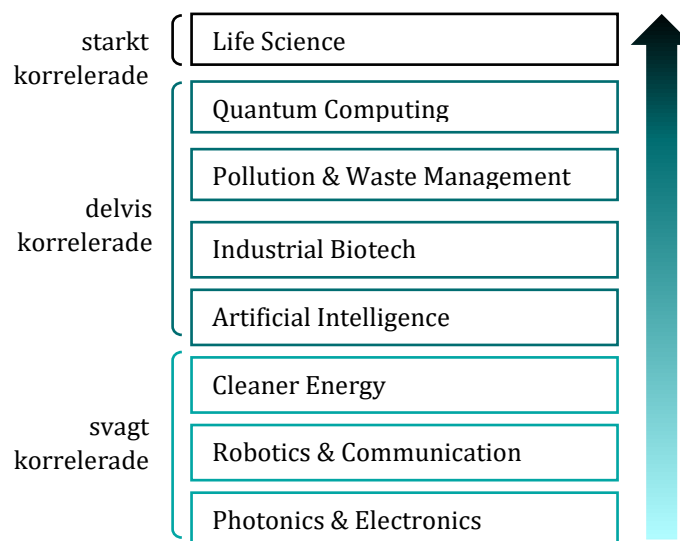 starkt
korrelerade
Life Science
Quantum Computing
Pollution & Waste Management
delvis
korrelerade
Industrial Biotech
Artificial Intelligence
Cleaner Energy
svagt
korrelerade
Robotics & Communication
Photonics & Electronics